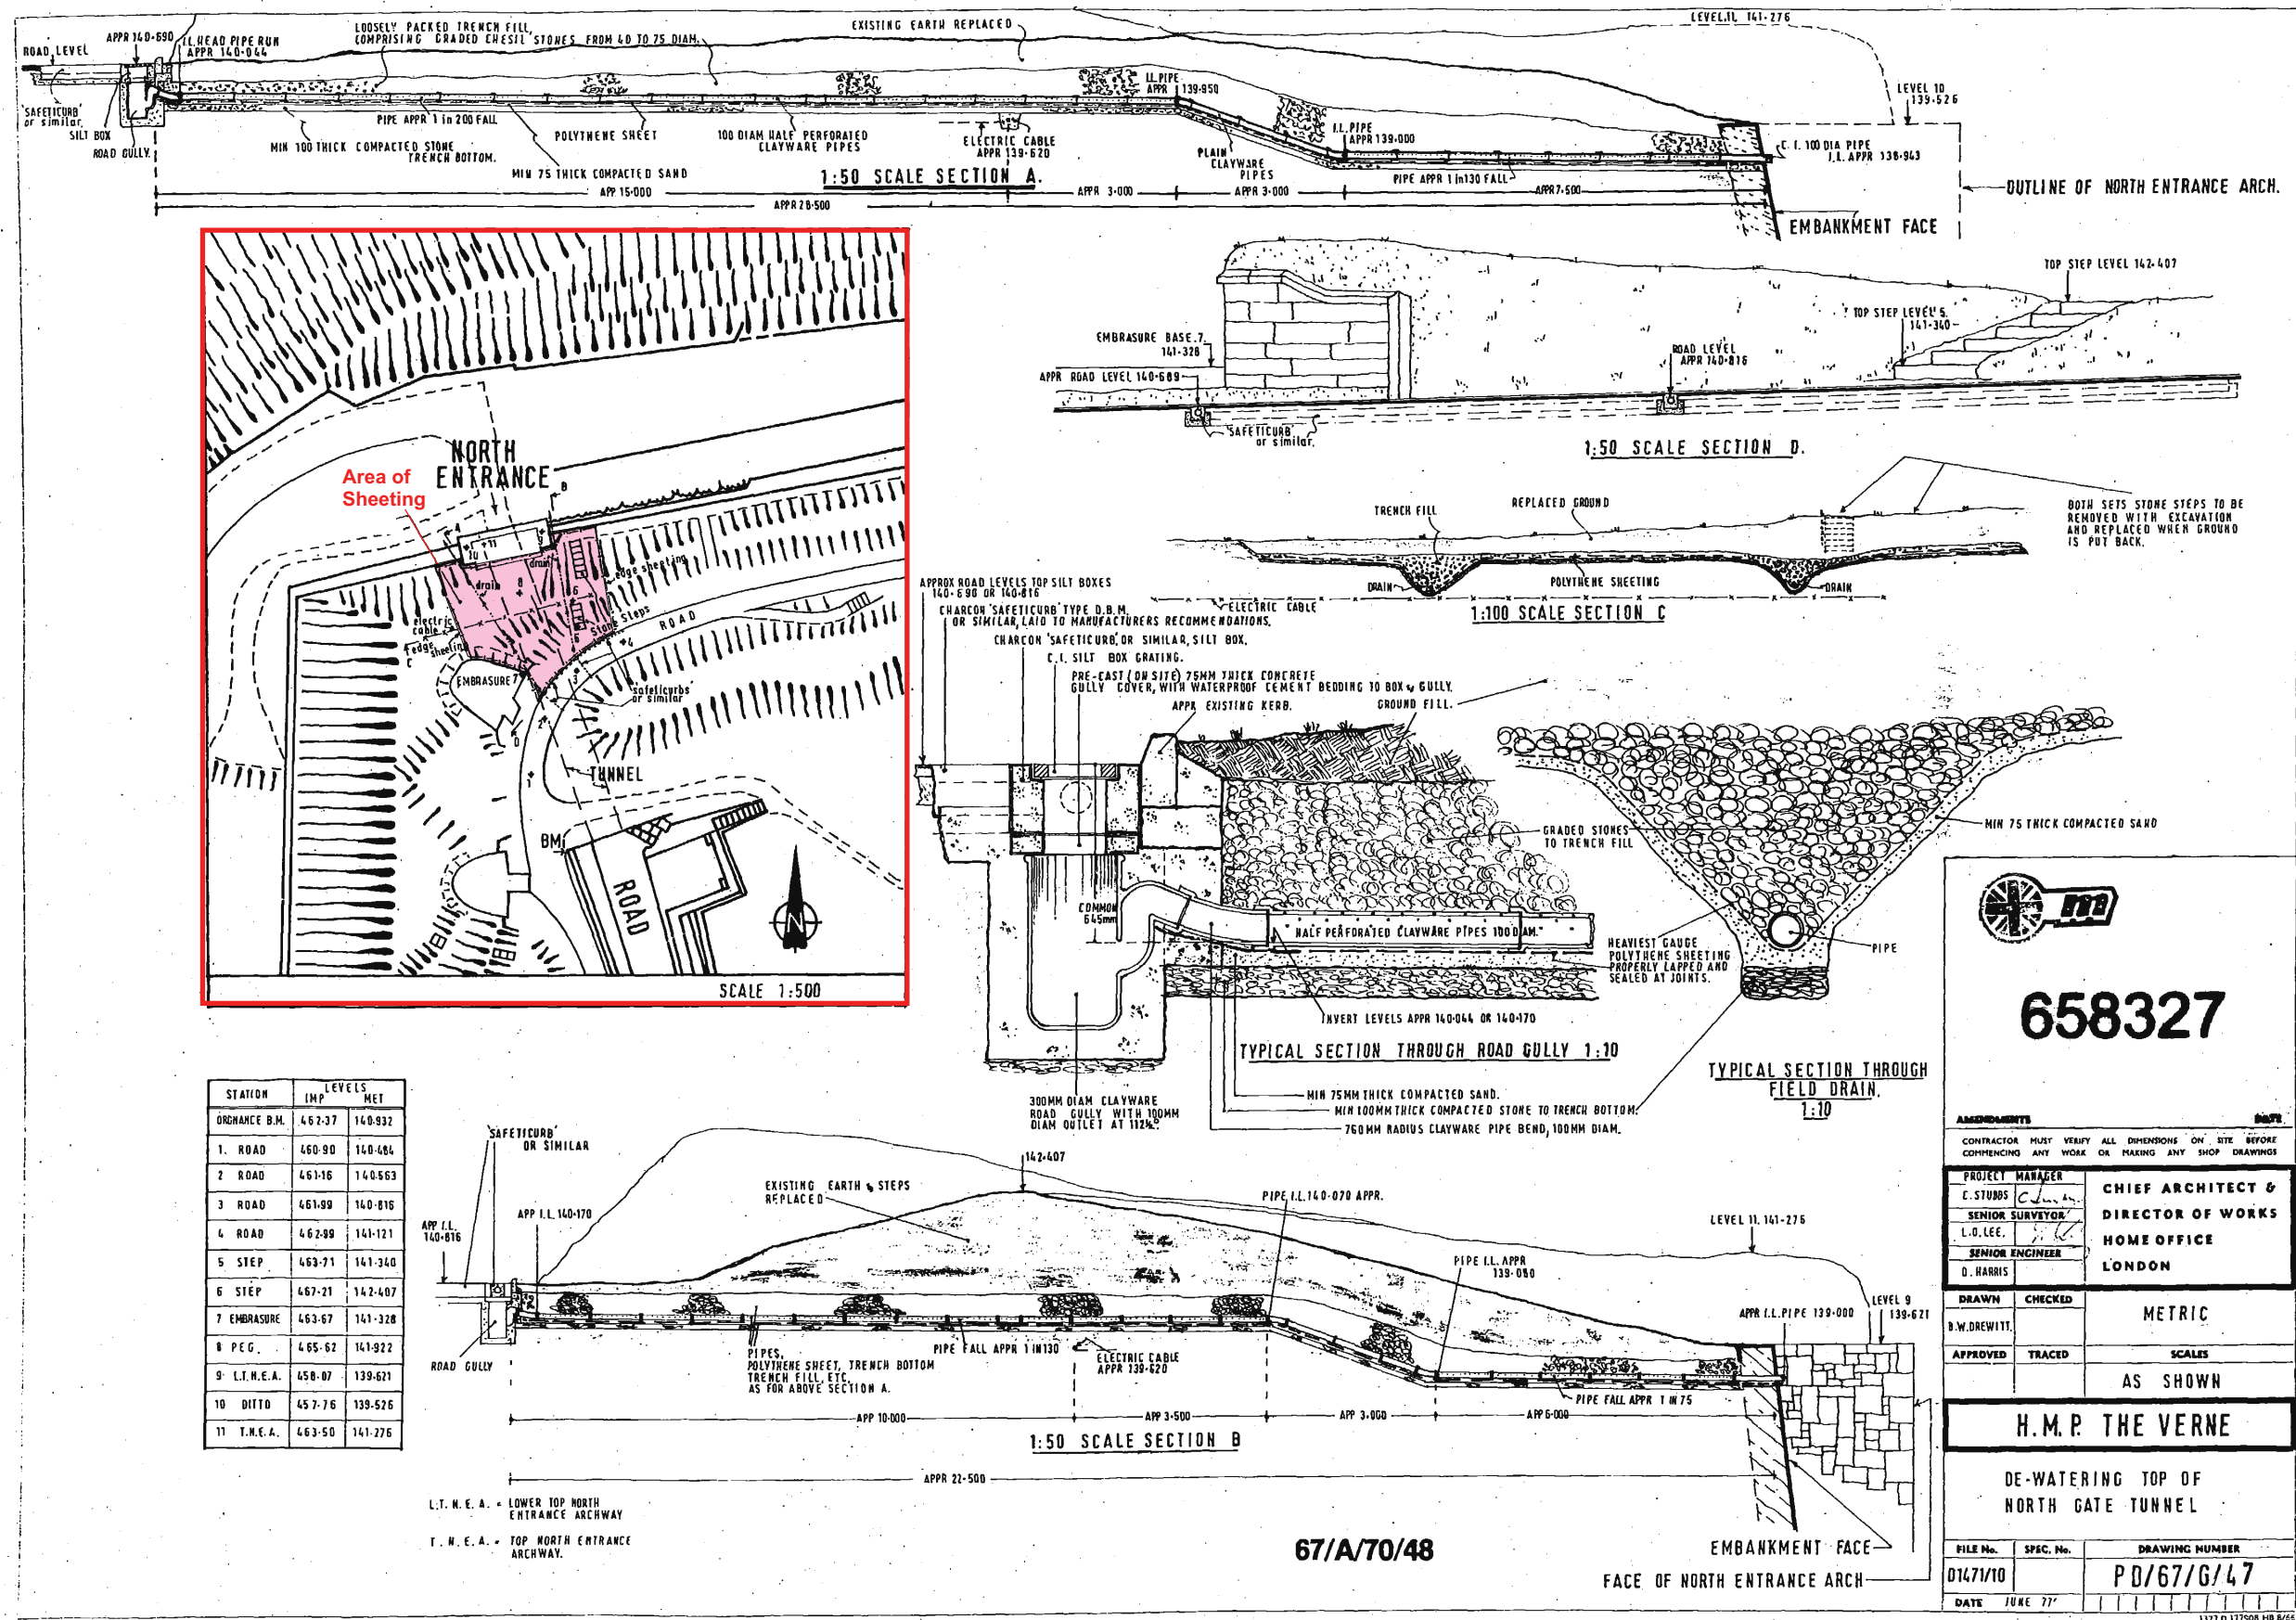 ROAD LEVEL
APPR 140·690
I.L. HEAD PIPE RUN
APPR 140·044
LOOSELY PACKED TRENCH FILL,
COMPRISING GRADED CHESIL STONES FROM 40 TO 75 DIAM.
EXISTING EARTH REPLACED
LEVEL 11 141·276
'SAFETICURB'
or similar.
SILT BOX
ROAD GULLY.
PIPE APPR 1 in 200 FALL
MIN 100 THICK COMPACTED STONE
TRENCH BOTTOM.
POLYTHENE SHEET
MIN 75 THICK COMPACTED SAND
100 DIAM HALF PERFORATED
CLAYWARE PIPES
ELECTRIC CABLE
APPR 139·620
I.L. PIPE
APPR 139·950
PLAIN
CLAYWARE
PIPES
I.L. PIPE
APPR 139·000
PIPE APPR 1 in 130 FALL
LEVEL 10
139·526
C.I. 100 DIA PIPE
I.L. APPR 138·943
OUTLINE OF NORTH ENTRANCE ARCH.
EMBANKMENT FACE
1:50 SCALE SECTION A.
APP 15·000
APPR 3·000
APPR 3·000
APPR 7·500
APPR 28·500
NORTH
ENTRANCE
Area of
Sheeting
A
B
10
11
9
drain
drain
8
6
5
edge sheeting
Stone Steps
ROAD
electric
cable
edge
sheeting
C
EMBRASURE 7
4
3
safeticurbs
or similar
2
D
1
TUNNEL
BM
ROAD
N
SCALE 1:500
EMBRASURE BASE.7.
141·328
APPR ROAD LEVEL 140·689
'SAFETICURB'
or similar.
ROAD LEVEL
APPR 140·816
TOP STEP LEVEL 5.
141·340
TOP STEP LEVEL 142·407
1:50 SCALE SECTION D.
TRENCH FILL
REPLACED GROUND
BOTH SETS STONE STEPS TO BE
REMOVED WITH EXCAVATION
AND REPLACED WHEN GROUND
IS PUT BACK.
DRAIN
POLYTHENE SHEETING
DRAIN
ELECTRIC CABLE
1:100 SCALE SECTION C
APPROX ROAD LEVELS TOP SILT BOXES
140·690 OR 140·816
CHARCON 'SAFETICURB' TYPE D.B.M.
OR SIMILAR, LAID TO MANUFACTURERS RECOMMENDATIONS.
CHARCON 'SAFETICURB', OR SIMILAR, SILT BOX.
C.I. SILT BOX GRATING.
PRE-CAST (ON SITE) 75MM THICK CONCRETE
GULLY COVER, WITH WATERPROOF CEMENT BEDDING TO BOX & GULLY.
APPR EXISTING KERB.
GROUND FILL.
COMMON
645mm
GRADED STONES
TO TRENCH FILL
HALF PERFORATED CLAYWARE PIPES 100 DIAM.
INVERT LEVELS APPR 140·044 OR 140·170
TYPICAL SECTION THROUGH ROAD GULLY 1:10
MIN 75MM THICK COMPACTED SAND.
MIN 100MM THICK COMPACTED STONE TO TRENCH BOTTOM.
760MM RADIUS CLAYWARE PIPE BEND, 100MM DIAM.
300MM DIAM CLAYWARE
ROAD GULLY WITH 100MM
DIAM OUTLET AT 112½°.
MIN 75 THICK COMPACTED SAND
HEAVIEST GAUGE
POLYTHENE SHEETING
PROPERLY LAPPED AND
SEALED AT JOINTS.
PIPE
TYPICAL SECTION THROUGH
FIELD DRAIN.
1:10
STATION LEVELS
IMP MET
ORDNANCE B.M. 462·37 140·932
1. ROAD 460·90 140·484
2 ROAD 461·16 140·563
3 ROAD 461·99 140·816
4 ROAD 462·99 141·121
5 STEP 463·71 141·340
6 STEP 467·21 142·407
7 EMBRASURE 463·67 141·328
8 PEG. 465·62 141·922
9 L.T.N.E.A. 458·07 139·621
10 DITTO 457·76 139·526
11 T.N.E.A. 463·50 141·276
'SAFETICURB'
OR SIMILAR
APP I.L.
140·816
APP I.L. 140·170
EXISTING EARTH & STEPS
REPLACED
142·407
PIPE I.L. 140·070 APPR.
PIPE I.L. APPR
139·080
LEVEL 11. 141·276
APPR I.L. PIPE 139·000
LEVEL 9
139·621
ROAD GULLY
PIPES,
POLYTHENE SHEET, TRENCH BOTTOM
TRENCH FILL, ETC.
AS FOR ABOVE SECTION A.
PIPE FALL APPR 1 IN 130
ELECTRIC CABLE
APPR 139·620
PIPE FALL APPR 1 IN 75
APP 10·000
APP 3·500
APP 3·000
APP 6·000
1:50 SCALE SECTION B
APPR 22·500
L.T.N.E.A. = LOWER TOP NORTH
ENTRANCE ARCHWAY
T.N.E.A. = TOP NORTH ENTRANCE
ARCHWAY.
67/A/70/48
EMBANKMENT FACE
FACE OF NORTH ENTRANCE ARCH
658327
AMENDMENTS DATE
CONTRACTOR MUST VERIFY ALL DIMENSIONS ON SITE BEFORE
COMMENCING ANY WORK OR MAKING ANY SHOP DRAWINGS
PROJECT MANAGER
C. STUBBS
SENIOR SURVEYOR
L.O. LEE.
SENIOR ENGINEER
D. HARRIS
CHIEF ARCHITECT &
DIRECTOR OF WORKS
HOME OFFICE
LONDON
DRAWN CHECKED
B.W. DREWITT.
METRIC
APPROVED TRACED SCALES
AS SHOWN
H.M.P. THE VERNE
DE-WATERING TOP OF
NORTH GATE TUNNEL
FILE No. SPEC. No. DRAWING NUMBER
D1471/10 PD/67/G/47
DATE JUNE 77'